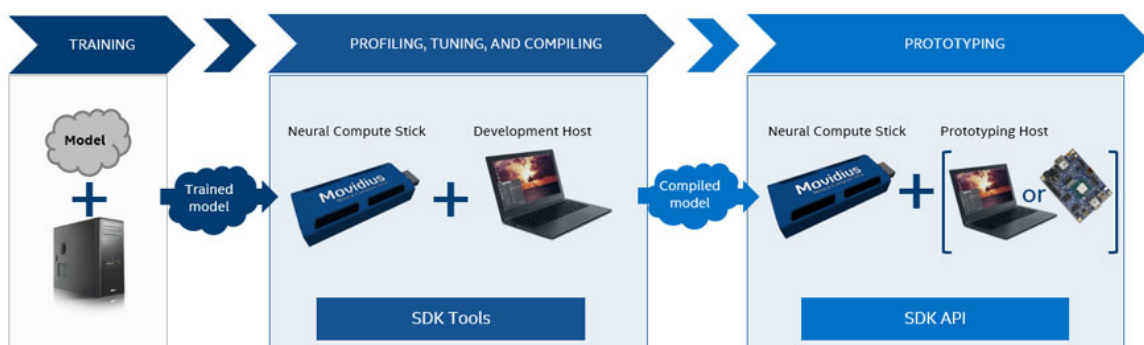 TRAINING
PROFILING, TUNING, AND COMPILING
PROTOTYPING
Model
Trained
model
Neural Compute Stick
Development Host
Movidius
SDK Tools
Compiled
model
Neural Compute Stick
Prototyping Host
Movidius
or
SDK API